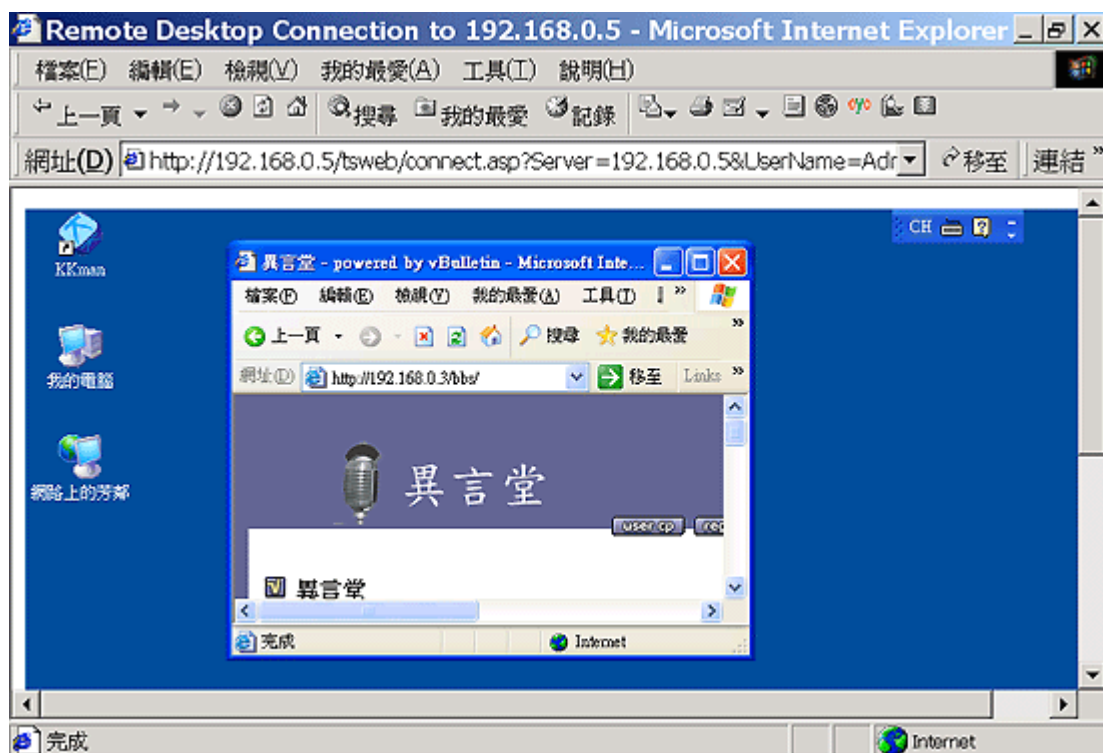 Remote Desktop Connection to 192.168.0.5 - Microsoft Internet Explorer
檔案(F) 編輯(E) 檢視(V) 我的最愛(A) 工具(T) 說明(H)
上一頁 搜尋 我的最愛 記錄
網址(D) http://192.168.0.5/tsweb/connect.asp?Server=192.168.0.5&UserName=Adr 移至 連結 »
CH
KKman
異言堂 - powered by vBulletin - Microsoft Inte...
檔案(F) 編輯(E) 檢視(V) 我的最愛(A) 工具(T) »
上一頁 搜尋 我的最愛 »
我的電腦
網址(D) http://192.168.0.3/bbs/ 移至 Links »
異言堂
網路上的芳鄰
user cp reg
異言堂
完成 Internet
完成 Internet